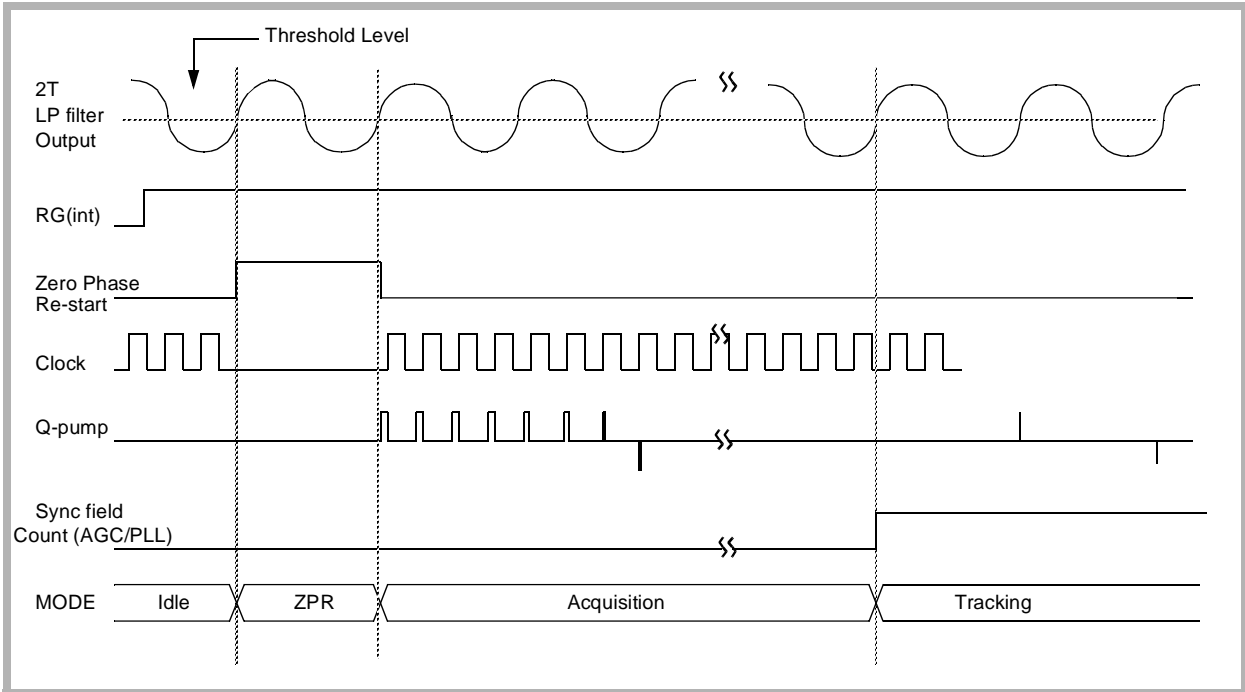 Threshold Level
2T
LP filter
Output
RG(int)
Zero Phase
Re-start
Clock
Q-pump
Sync field
Count (AGC/PLL)
MODE Idle ZPR Acquisition Tracking